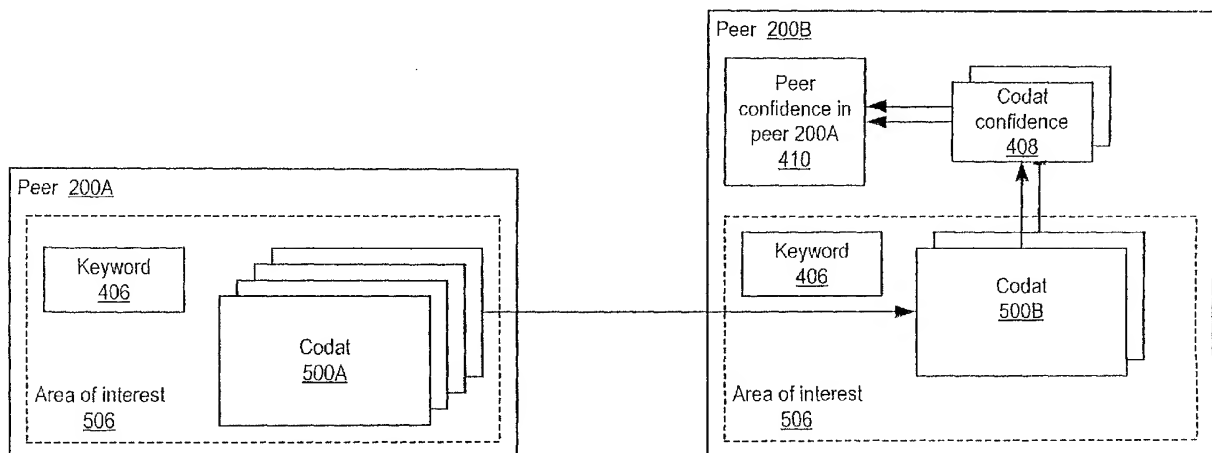 Peer 200A
Keyword
406
Codat
500A
Area of interest
506
Peer 200B
Peer
confidence in
peer 200A
410
Codat
confidence
408
Keyword
406
Codat
500B
Area of interest
506